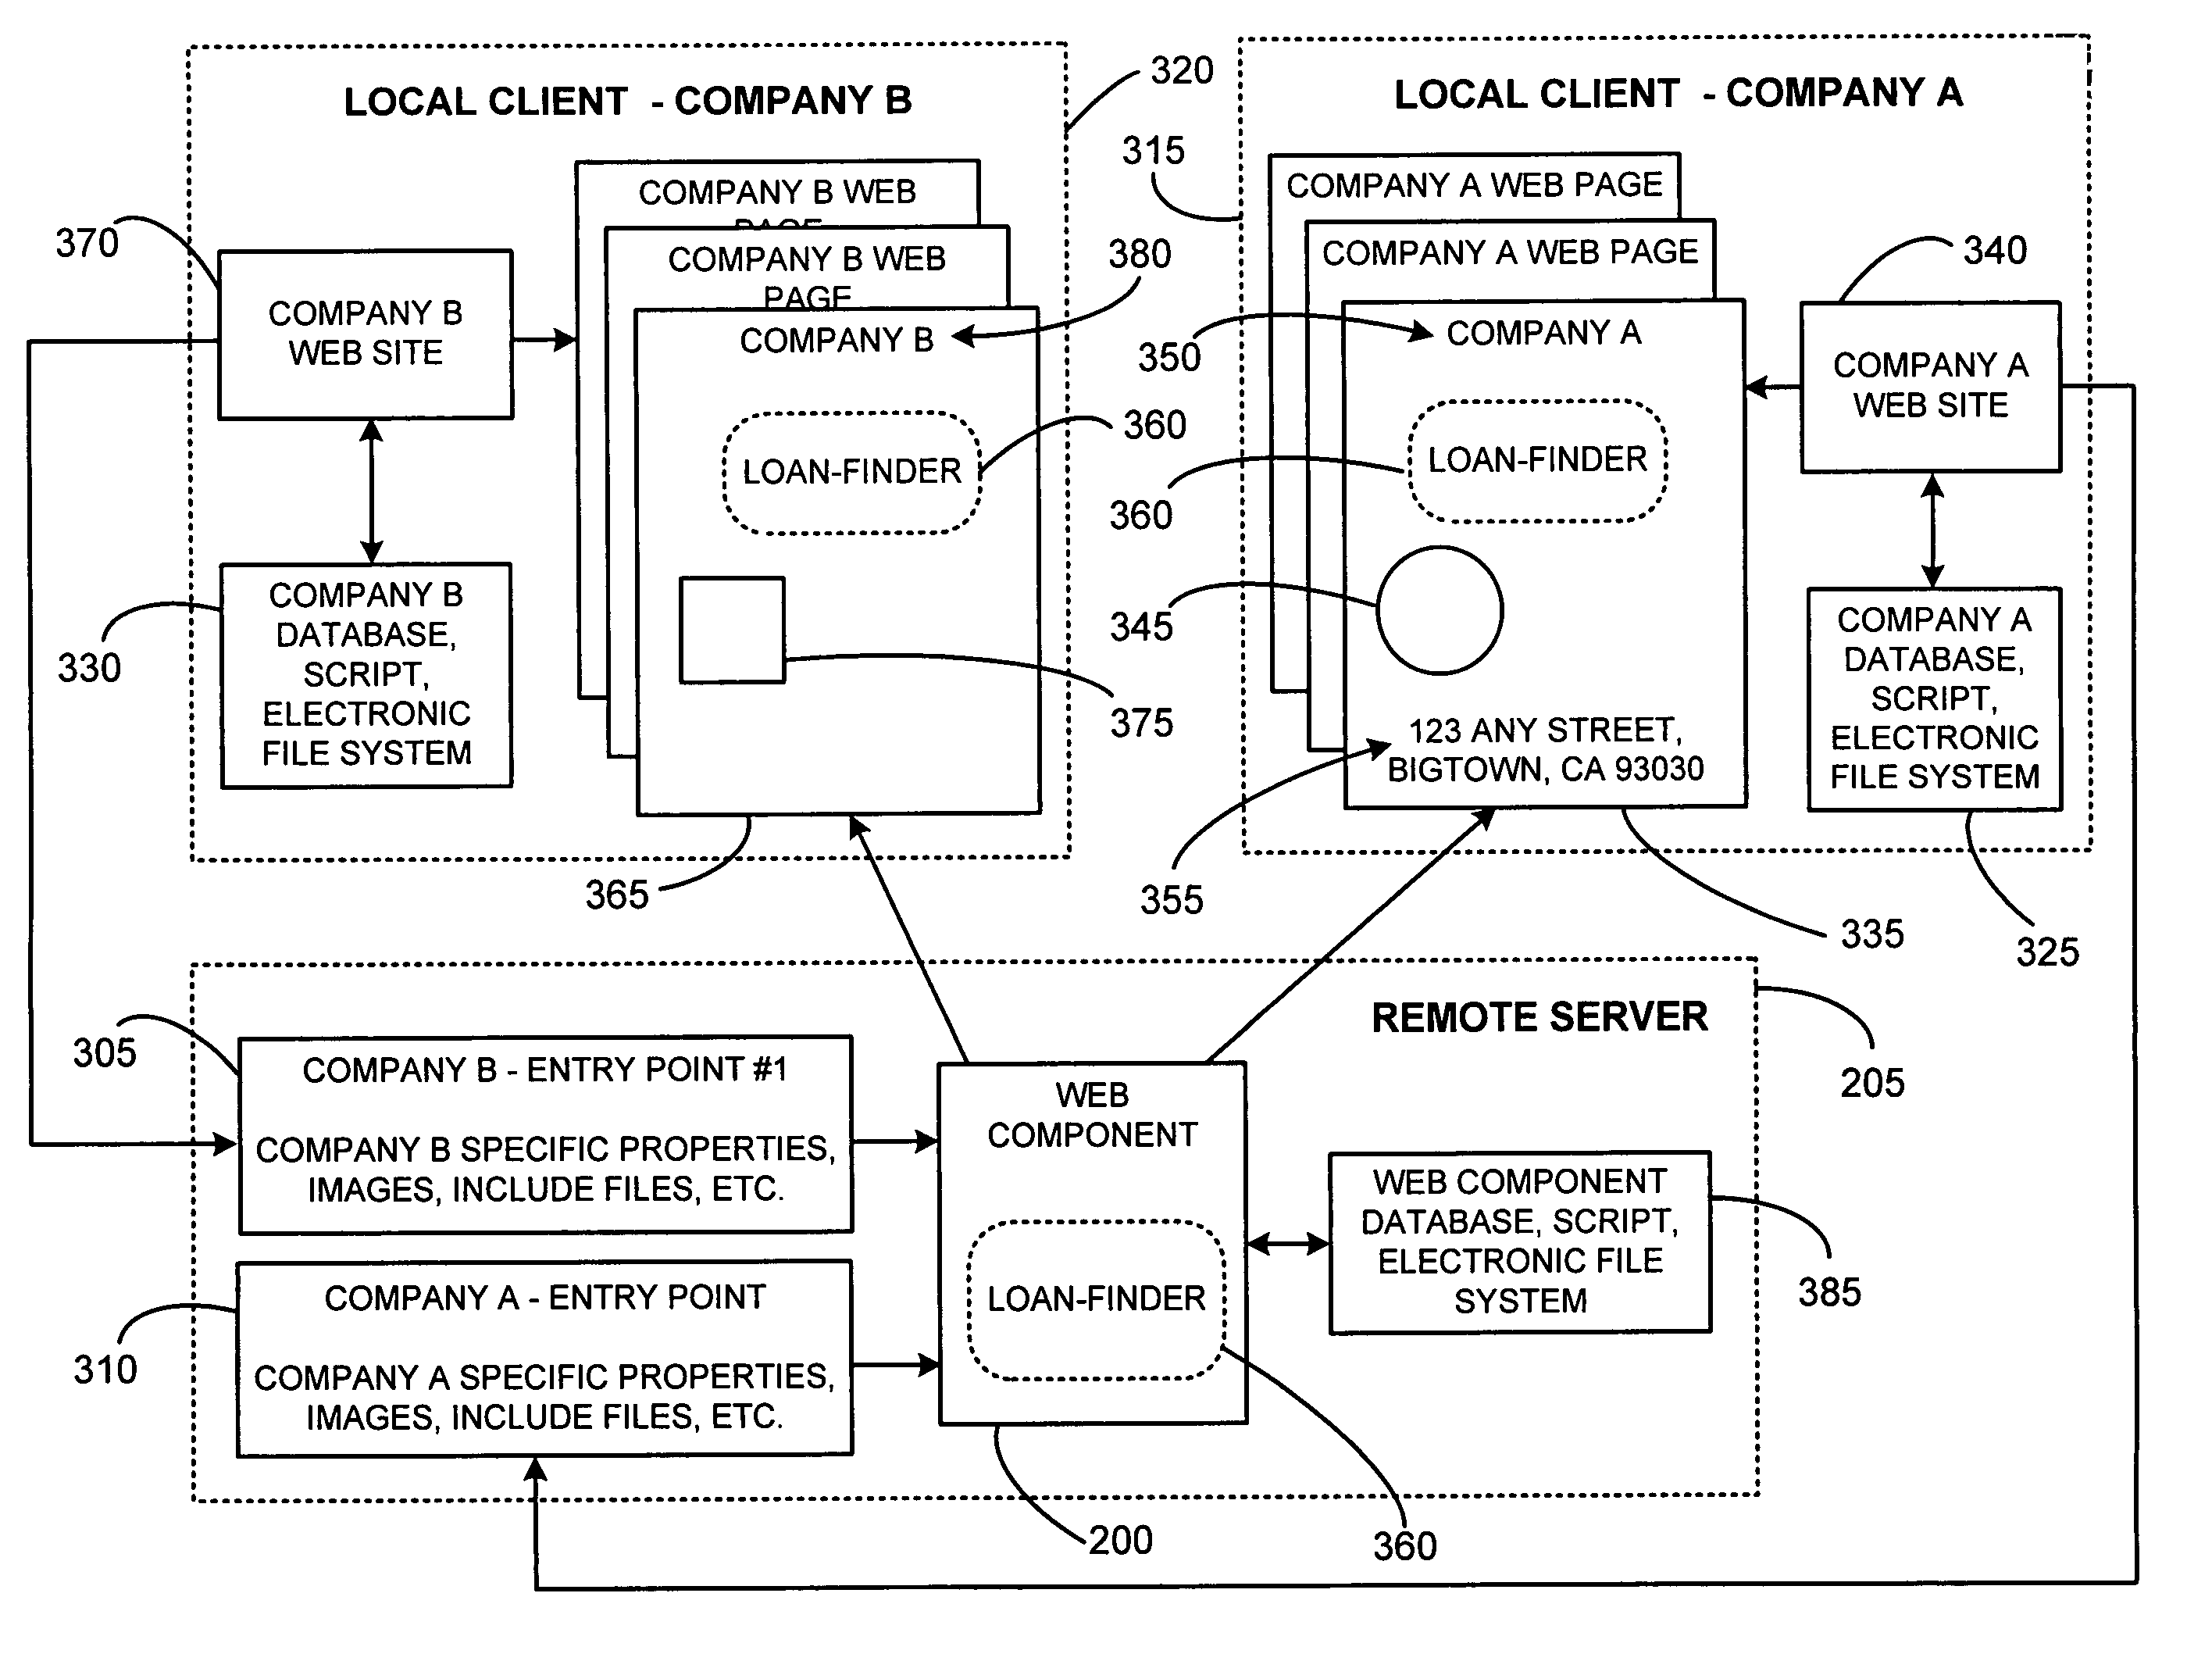 LOCAL CLIENT - COMPANY B
320
370
COMPANY B WEB
PAGE
COMPANY B WEB
PAGE
COMPANY B
380
COMPANY B
WEB SITE
LOAN-FINDER
360
COMPANY B
DATABASE,
SCRIPT,
ELECTRONIC
FILE SYSTEM
330
375
365
LOCAL CLIENT - COMPANY A
315
COMPANY A WEB PAGE
COMPANY A WEB PAGE
340
350
COMPANY A
COMPANY A
WEB SITE
LOAN-FINDER
360
345
123 ANY STREET,
BIGTOWN, CA 93030
355
COMPANY A
DATABASE,
SCRIPT,
ELECTRONIC
FILE SYSTEM
335
325
REMOTE SERVER
205
305
COMPANY B - ENTRY POINT #1
COMPANY B SPECIFIC PROPERTIES,
IMAGES, INCLUDE FILES, ETC.
310
COMPANY A - ENTRY POINT
COMPANY A SPECIFIC PROPERTIES,
IMAGES, INCLUDE FILES, ETC.
WEB
COMPONENT
LOAN-FINDER
WEB COMPONENT
DATABASE, SCRIPT,
ELECTRONIC FILE
SYSTEM
385
200
360